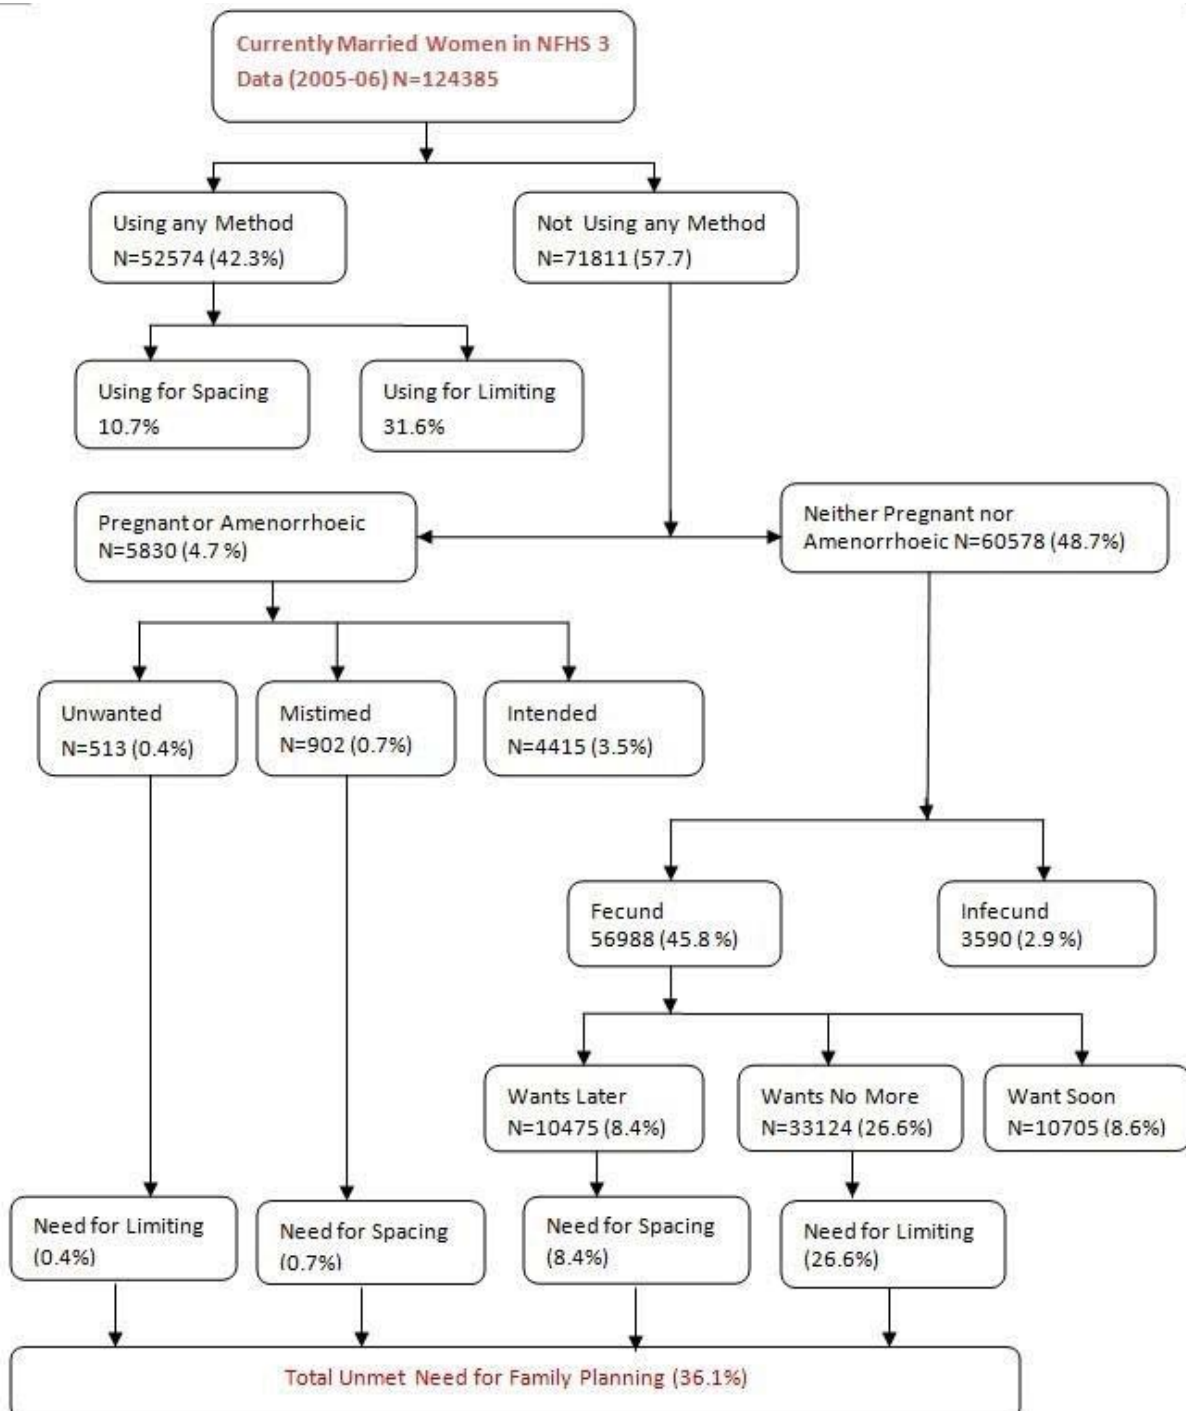 Currently Married Women in NFHS 3
Data (2005-06) N=124385
Using any Method
N=52574 (42.3%)
Not Using any Method
N=71811 (57.7)
Using for Spacing
10.7%
Using for Limiting
31.6%
Pregnant or Amenorrhoeic
N=5830 (4.7 %)
Neither Pregnant nor
Amenorrhoeic N=60578 (48.7%)
Unwanted
N=513 (0.4%)
Mistimed
N=902 (0.7%)
Intended
N=4415 (3.5%)
Fecund
56988 (45.8 %)
Infecund
3590 (2.9 %)
Wants Later
N=10475 (8.4%)
Wants No More
N=33124 (26.6%)
Want Soon
N=10705 (8.6%)
Need for Limiting
(0.4%)
Need for Spacing
(0.7%)
Need for Spacing
(8.4%)
Need for Limiting
(26.6%)
Total Unmet Need for Family Planning (36.1%)